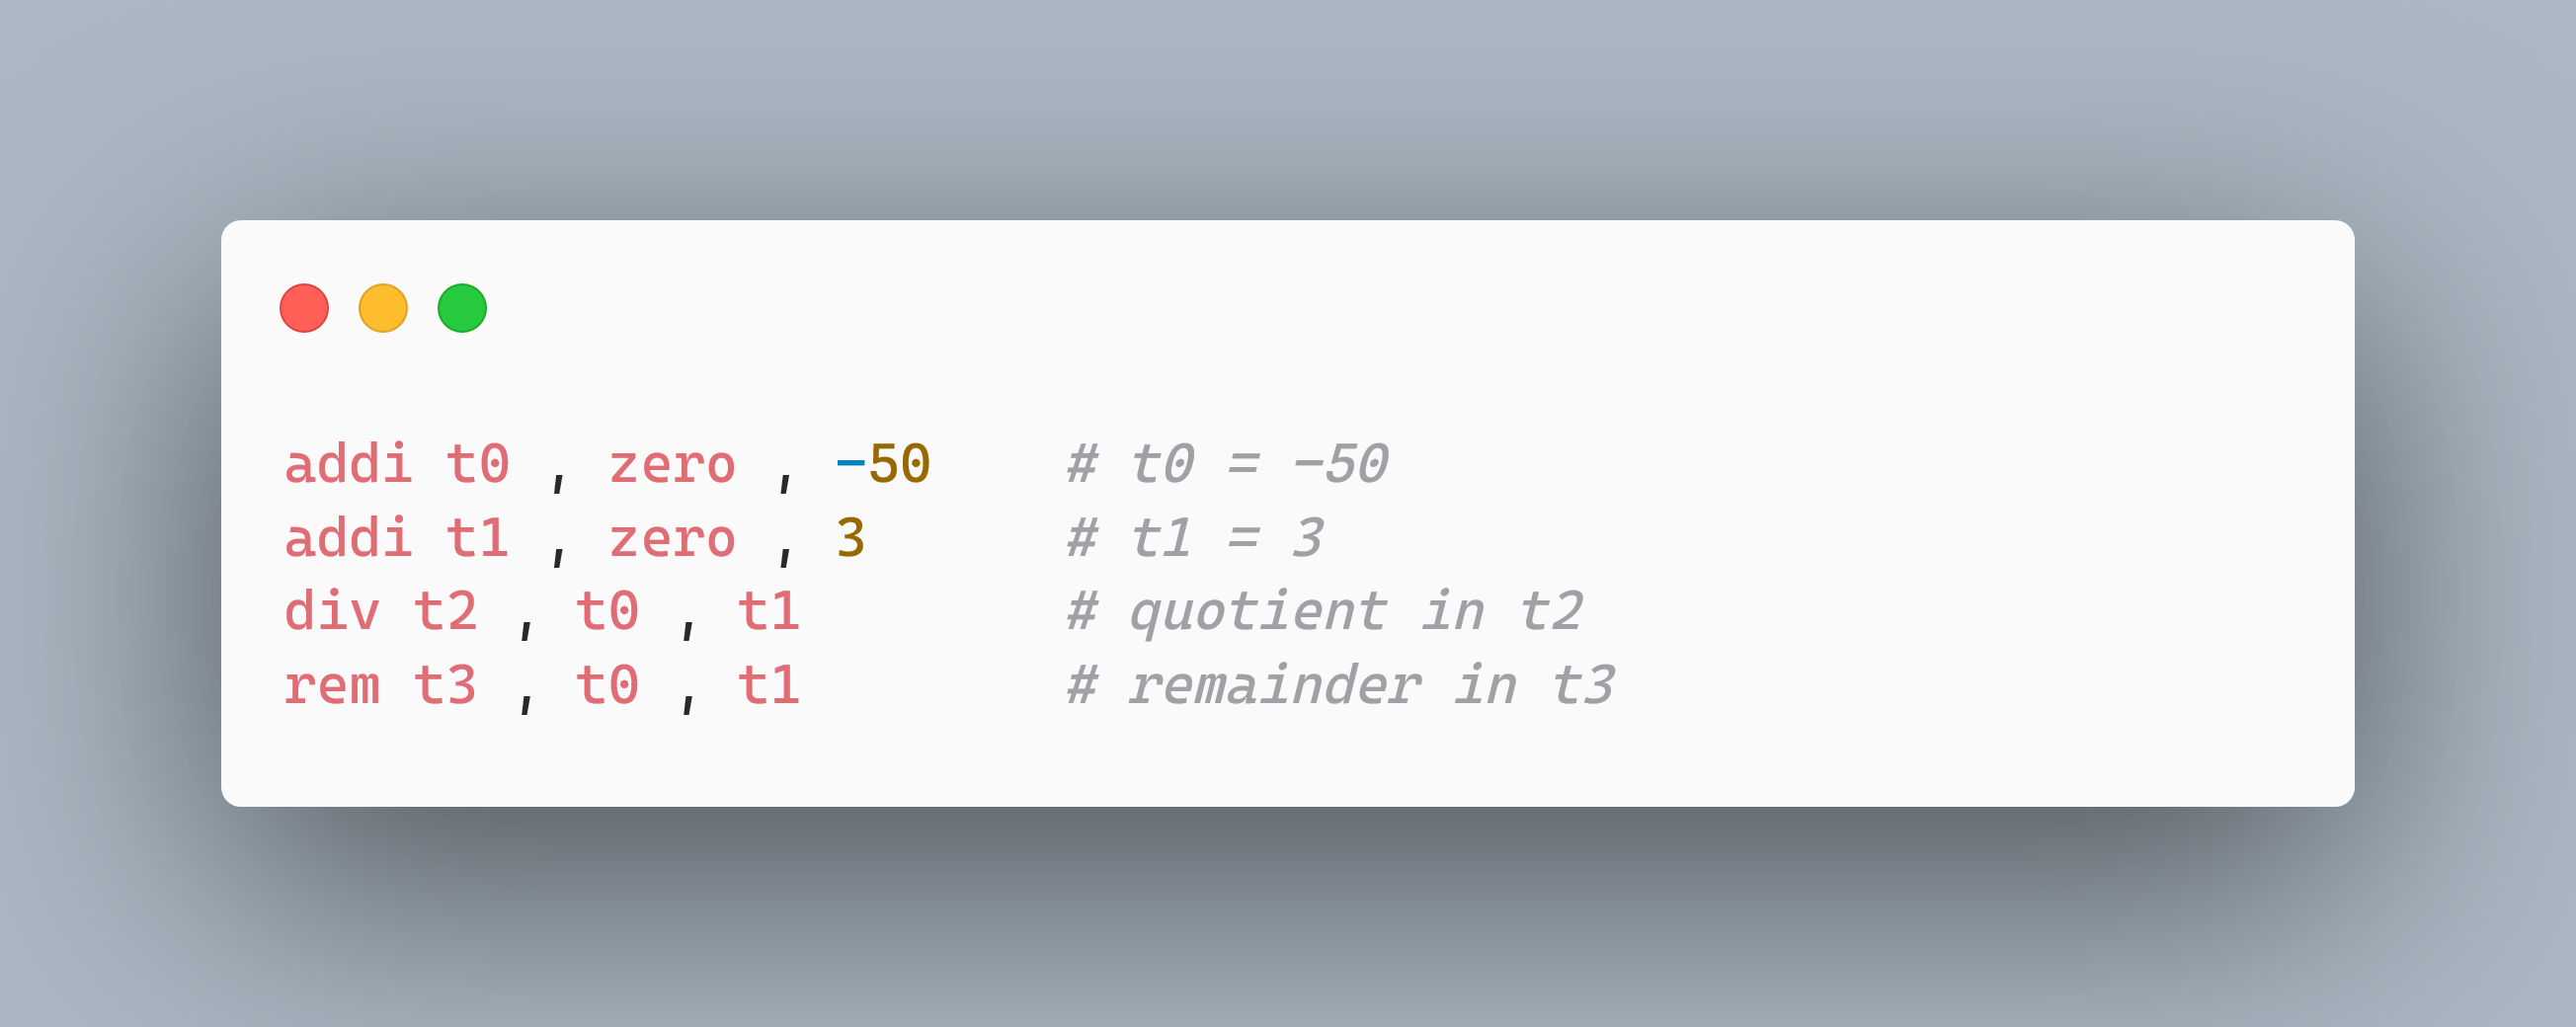 addi t0 , zero , -50    # t0 = -50
addi t1 , zero , 3      # t1 = 3
div t2 , t0 , t1        # quotient in t2
rem t3 , t0 , t1        # remainder in t3